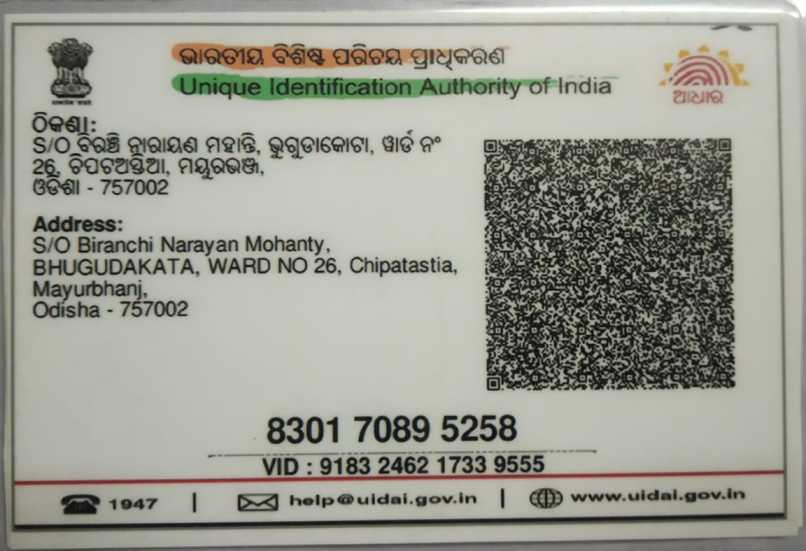 ଭାରତୀୟ ବିଶିଷ୍ଟ ପରିଚୟ ପ୍ରାଧିକରଣ
Unique Identification Authority of India
ଆଧାର
ଠିକଣା:
S/O ବିରଞ୍ଚି ନାରାୟଣ ମହାନ୍ତି, ଭୁଗୁଡାକୋଟା, ୱାର୍ଡ ନଂ
26, ଚିପଟଅସ୍ତିଆ, ମୟୂରଭଞ୍ଜ,
ଓଡିଶା - 757002
Address:
S/O Biranchi Narayan Mohanty,
BHUGUDAKATA, WARD NO 26, Chipatastia,
Mayurbhanj,
Odisha - 757002
8301 7089 5258
VID : 9183 2462 1733 9555
1947 | help@uidai.gov.in | www.uidai.gov.in